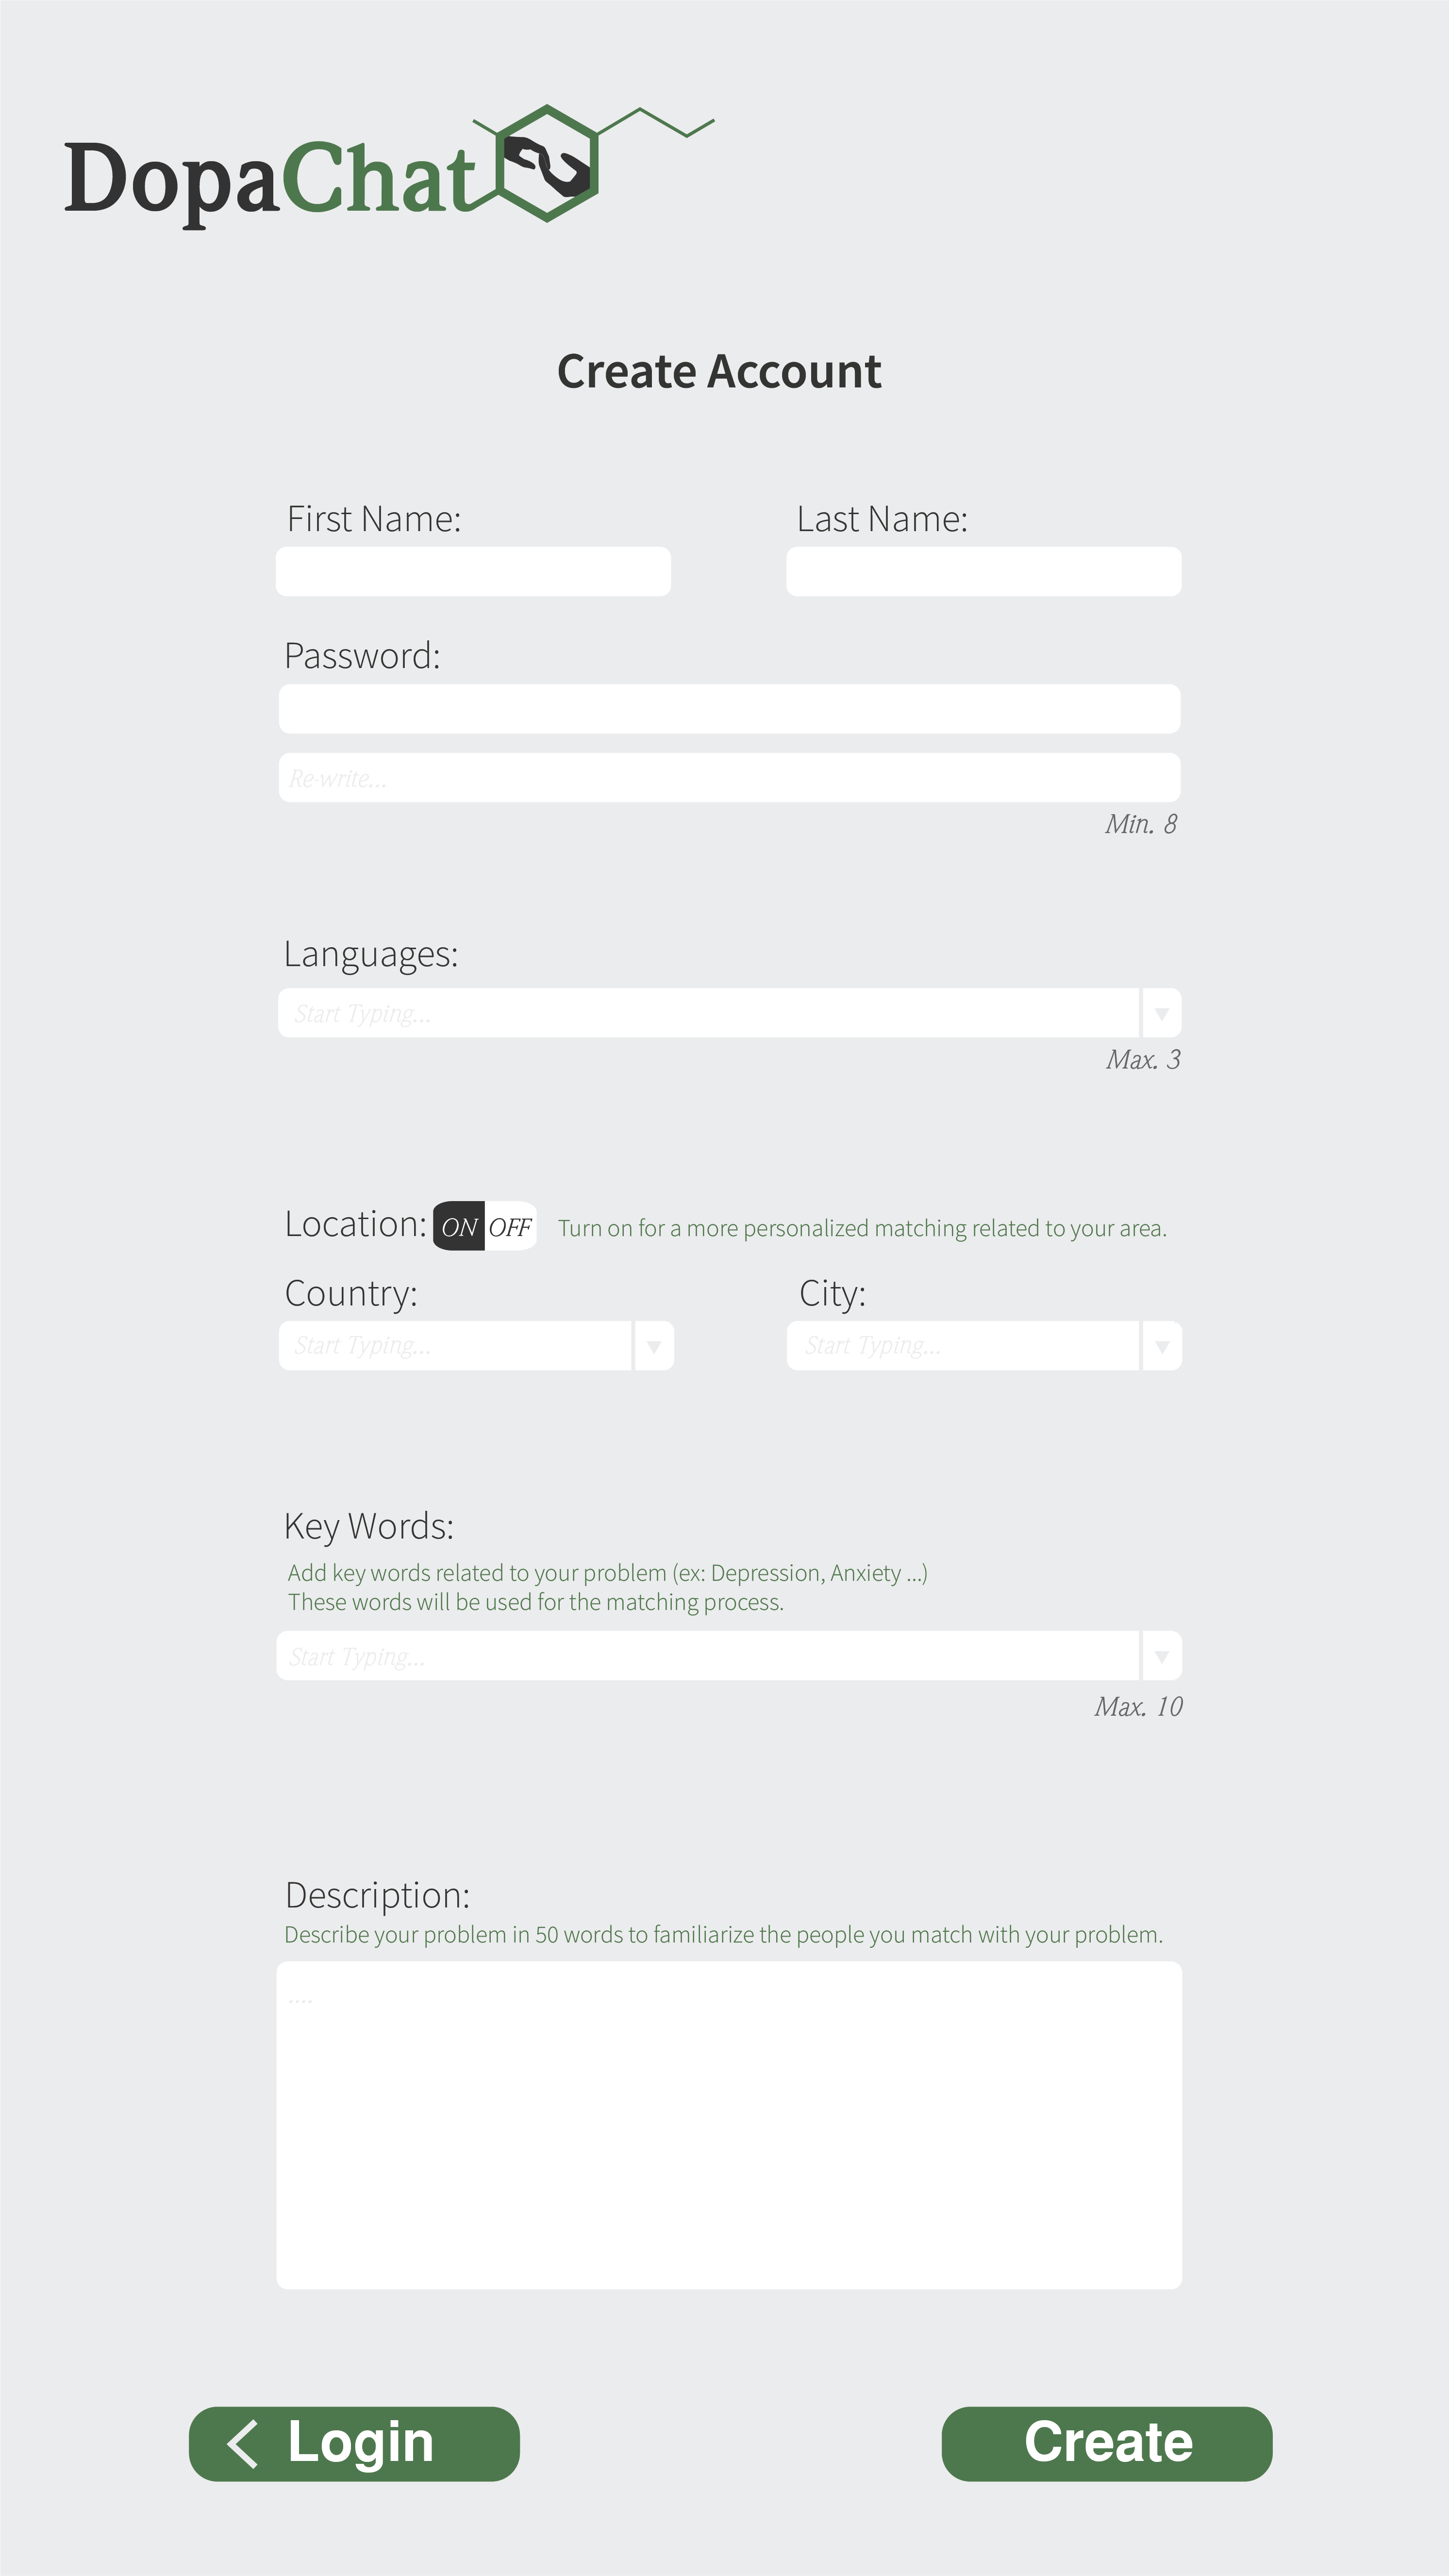 DopaChat
Create Account
First Name: Last Name:
Password:
Re-write...
Min. 8
Languages:
Start Typing...
Max. 3
Location: ON OFF Turn on for a more personalized matching related to your area.
Country: City:
Start Typing... Start Typing...
Key Words:
Add key words related to your problem (ex: Depression, Anxiety ...)
These words will be used for the matching process.
Start Typing...
Max. 10
Description:
Describe your problem in 50 words to familiarize the people you match with your problem.
....
Login Create